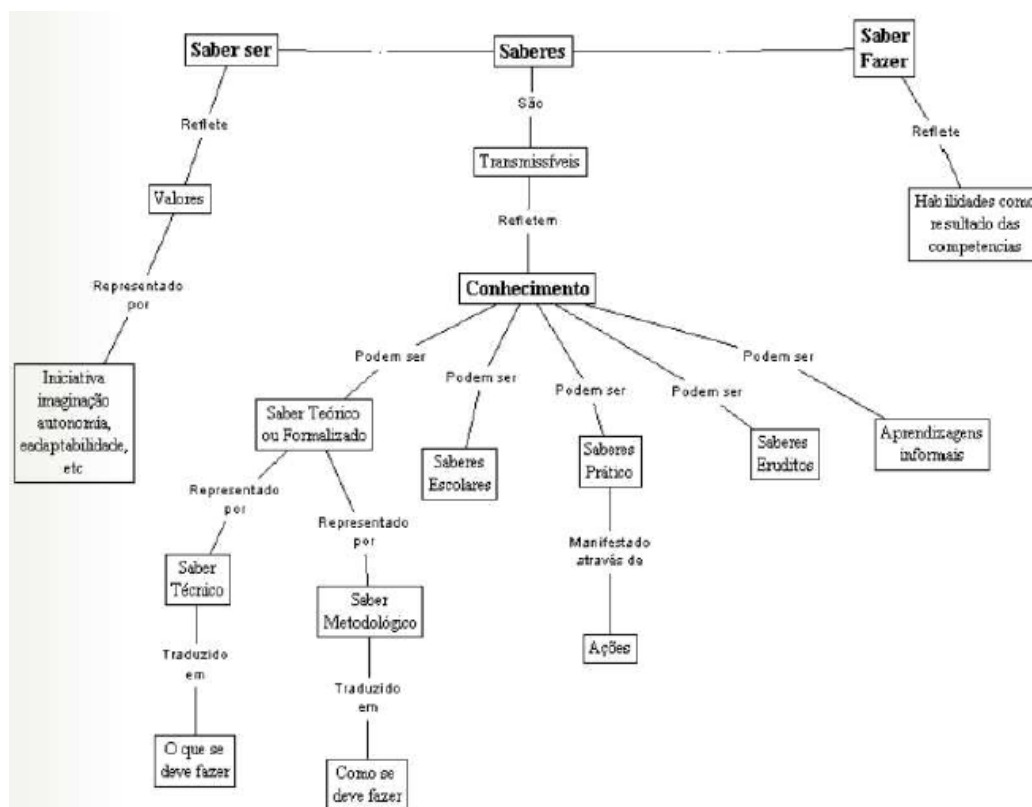 Saber ser
Saberes
Saber
Fazer
São
Reflete
Reflete
Transmissíveis
Valores
Habilidades como
resultado das
competencias
Refletem
Representado
por
Conhecimento
Podem ser
Podem ser
Podem ser
Podem ser
Podem ser
Iniciativa
imaginação
autonomia,
eadaptabilidade,
etc
Saber Teórico
ou Formalizado
Saberes
Escolares
Saberes
Prático
Saberes
Eruditos
Aprendizagens
informais
Representado
por
Representado
por
Manifestado
através de
Saber
Técnico
Saber
Metodológico
Ações
Traduzido
em
Traduzido
em
O que se
deve fazer
Como se
deve fazer